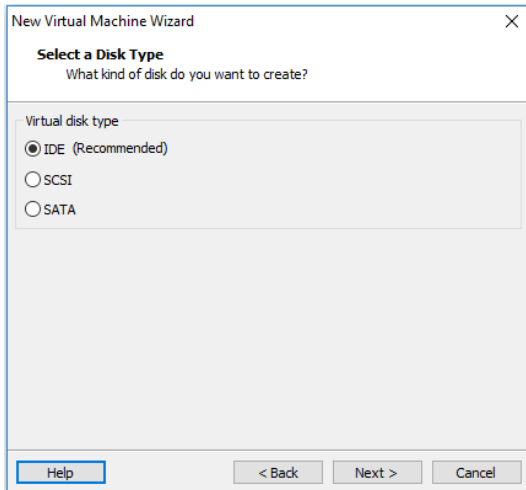 New Virtual Machine Wizard
Select a Disk Type
What kind of disk do you want to create?
Virtual disk type
IDE (Recommended)
SCSI
SATA
Help
< Back
Next >
Cancel